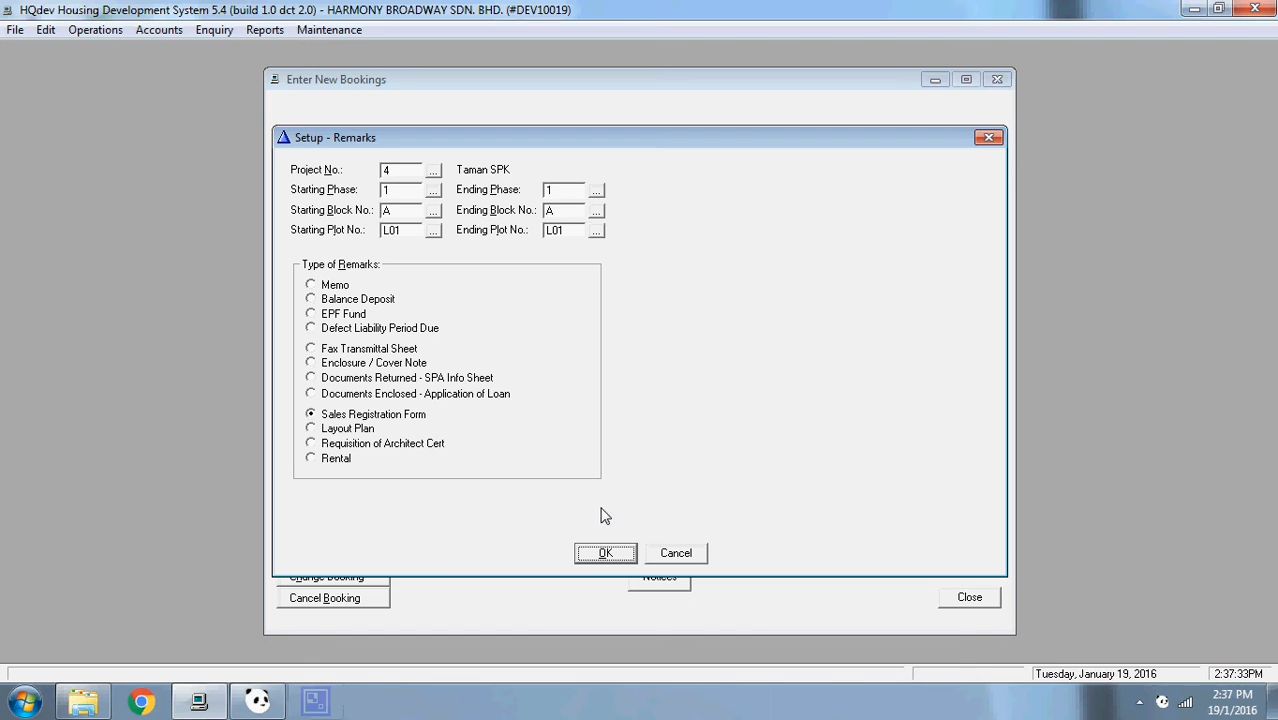 HQdev Housing Development System 5.4 (build 1.0 dct 2.0) - HARMONY BROADWAY SDN. BHD. (#DEV10019)
File Edit Operations Accounts Enquiry Reports Maintenance
Enter New Bookings
Setup - Remarks
Project No.: 4 ... Taman SPK
Starting Phase: 1 ... Ending Phase: 1 ...
Starting Block No.: A ... Ending Block No.: A ...
Starting Plot No.: L01 ... Ending Plot No.: L01 ...
Type of Remarks:
Memo
Balance Deposit
EPF Fund
Defect Liability Period Due
Fax Transmittal Sheet
Enclosure / Cover Note
Documents Returned - SPA Info Sheet
Documents Enclosed - Application of Loan
Sales Registration Form
Layout Plan
Requisition of Architect Cert
Rental
OK Cancel
Change Booking Notices
Cancel Booking Close
Tuesday, January 19, 2016 2:37:33PM
2:37 PM
19/1/2016